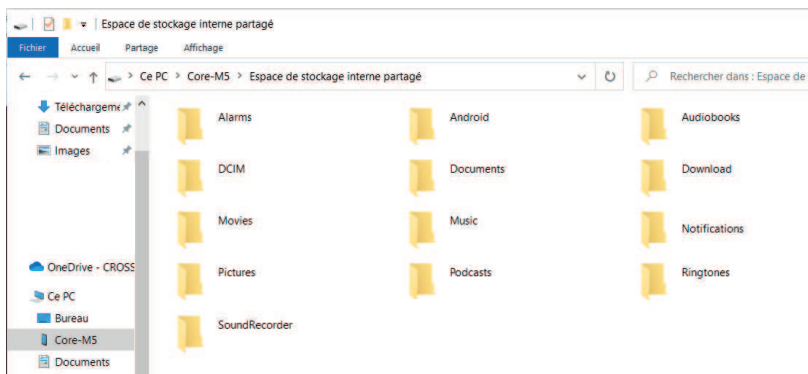 Espace de stockage interne partagé
Fichier Accueil Partage Affichage
Ce PC > Core-M5 > Espace de stockage interne partagé
Rechercher dans : Espace de
Téléchargeme
Documents
Images
OneDrive - CROSS
Ce PC
Bureau
Core-M5
Documents
Alarms Android Audiobooks
DCIM Documents Download
Movies Music Notifications
Pictures Podcasts Ringtones
SoundRecorder